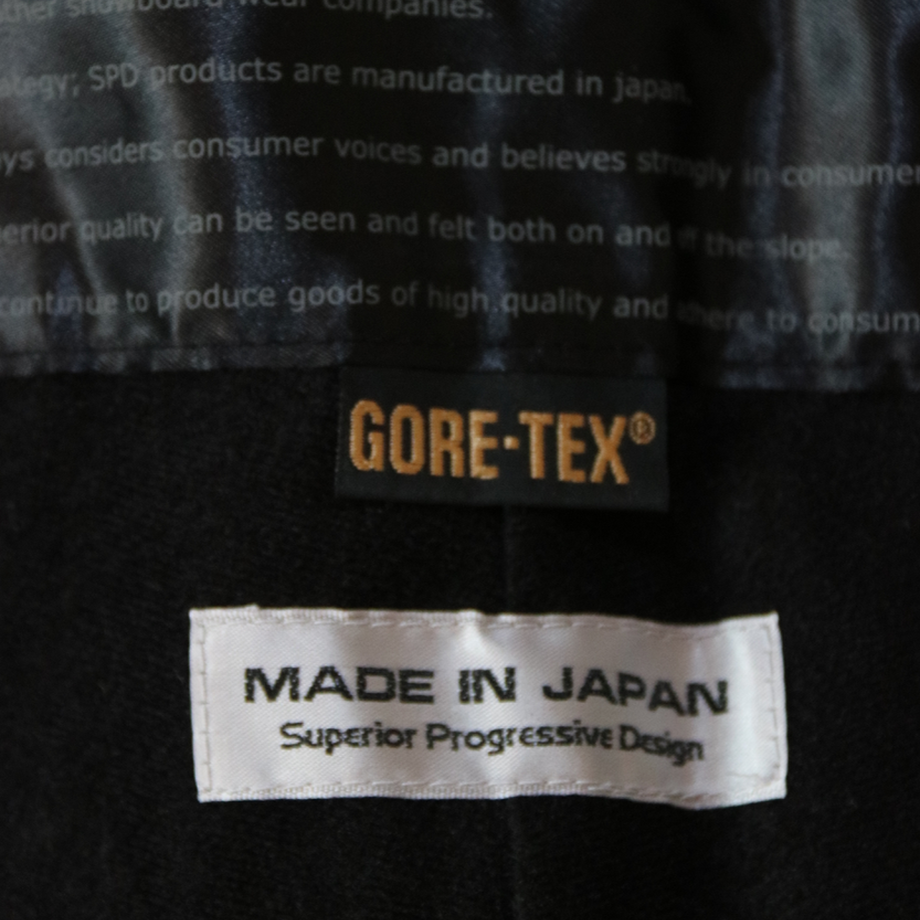 other snowboard wear companies.
strategy; SPD products are manufactured in japan.
considers consumer voices and believes strongly in consumer
quality can be seen and felt both on and off the slope.
continue to produce goods of high quality and to consum
GORE-TEX®
MADE IN JAPAN
Superior Progressive Design